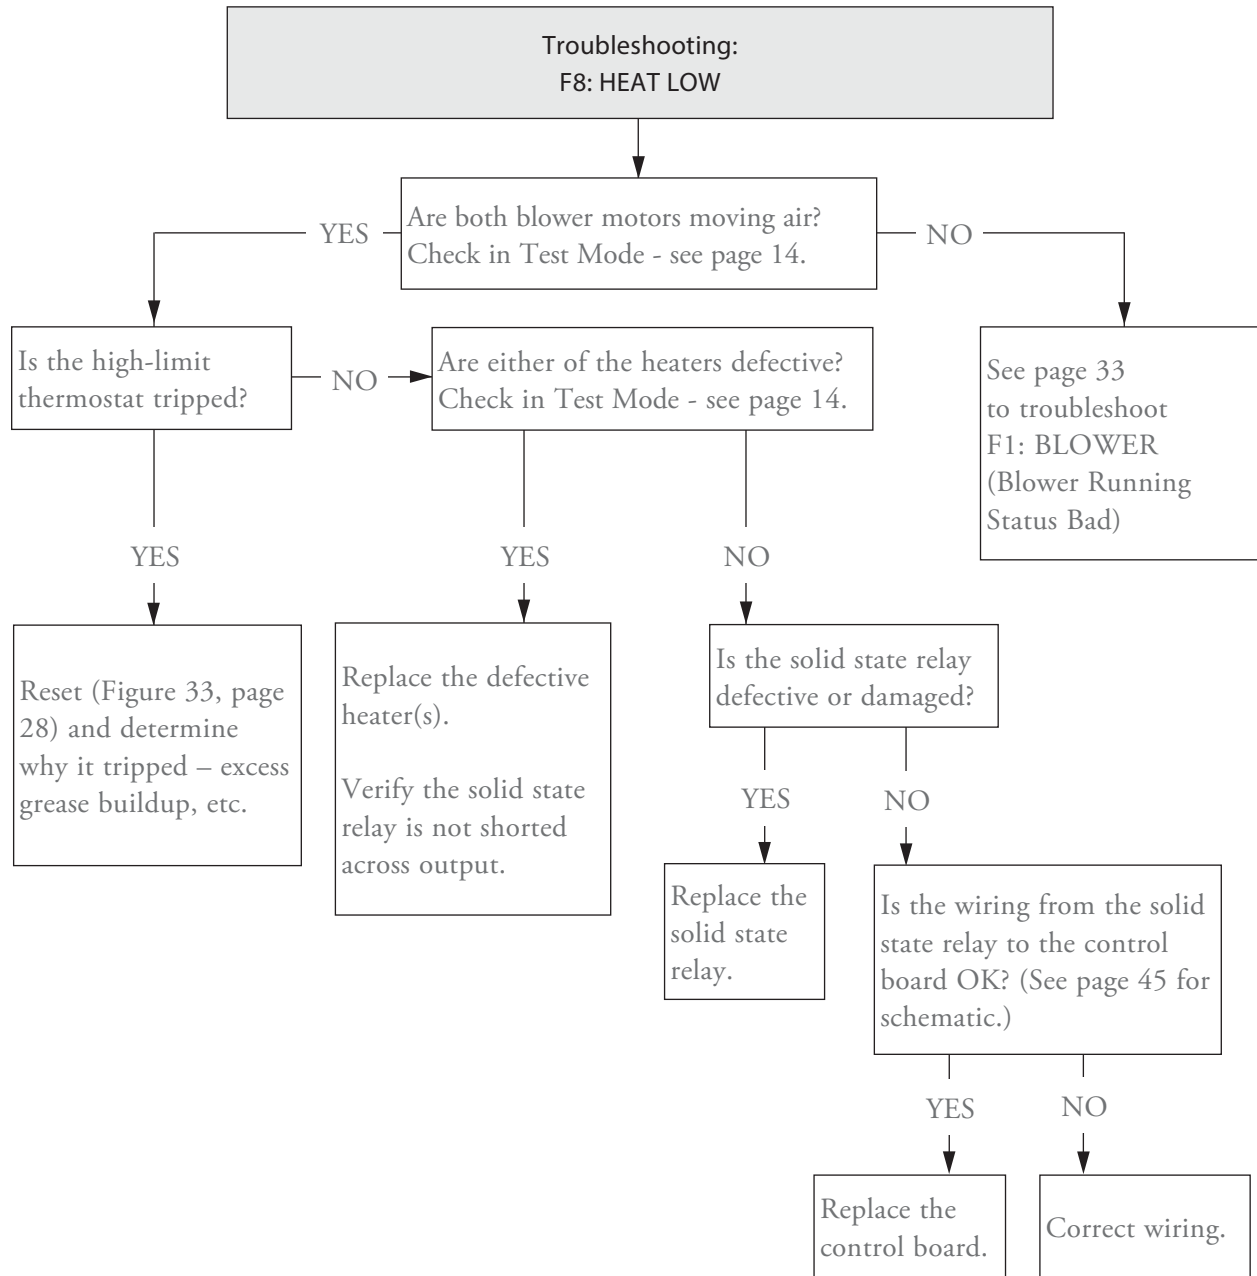 Troubleshooting:
F8: HEAT LOW
Are both blower motors moving air?
Check in Test Mode - see page 14.
YES
NO
Is the high-limit
thermostat tripped?
NO
Are either of the heaters defective?
Check in Test Mode - see page 14.
See page 33
to troubleshoot
F1: BLOWER
(Blower Running
Status Bad)
YES
YES
NO
Reset (Figure 33, page
28) and determine
why it tripped – excess
grease buildup, etc.
Replace the defective
heater(s).
Verify the solid state
relay is not shorted
across output.
Is the solid state relay
defective or damaged?
YES
NO
Replace the
solid state
relay.
Is the wiring from the solid
state relay to the control
board OK? (See page 45 for
schematic.)
YES
NO
Replace the
control board.
Correct wiring.